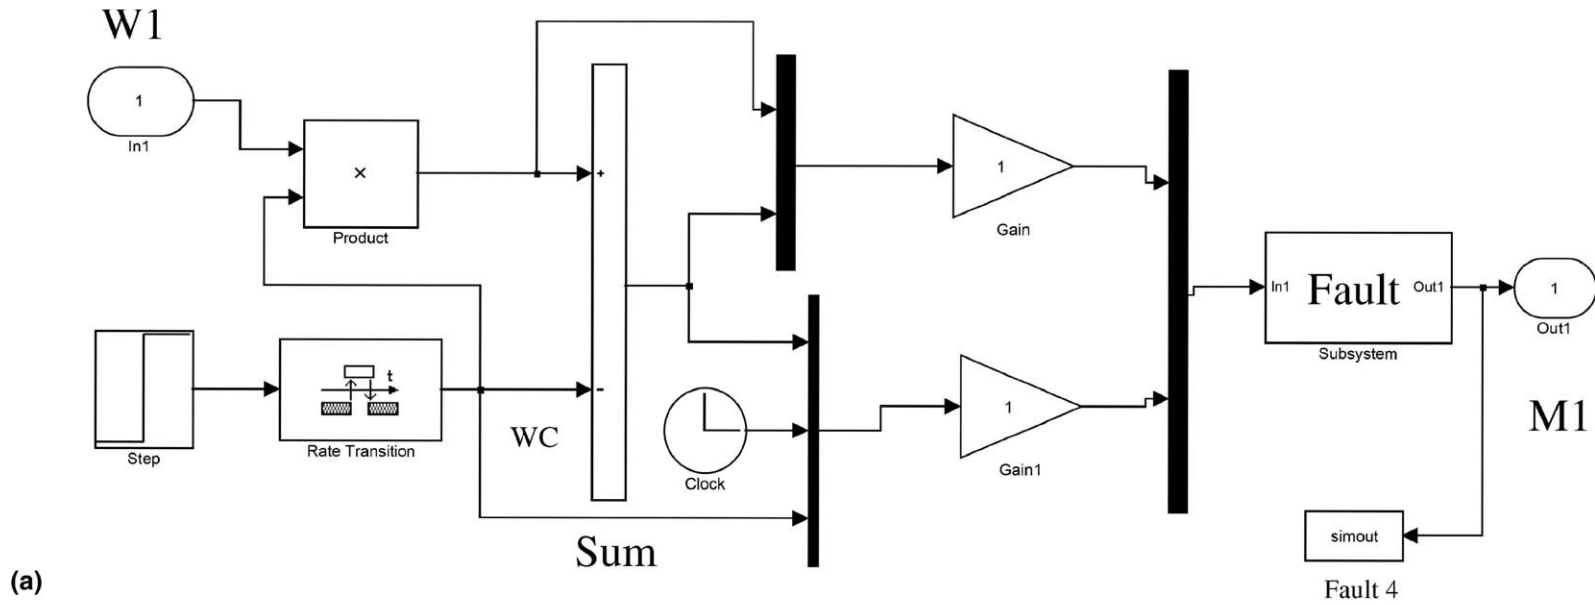 W1
1
In1
×
Product
+
-
1
Gain
In1
Fault
Out1
Subsystem
1
Out1
Step
t
Rate Transition
WC
Clock
1
Gain1
M1
Sum
simout
Fault 4
(a)